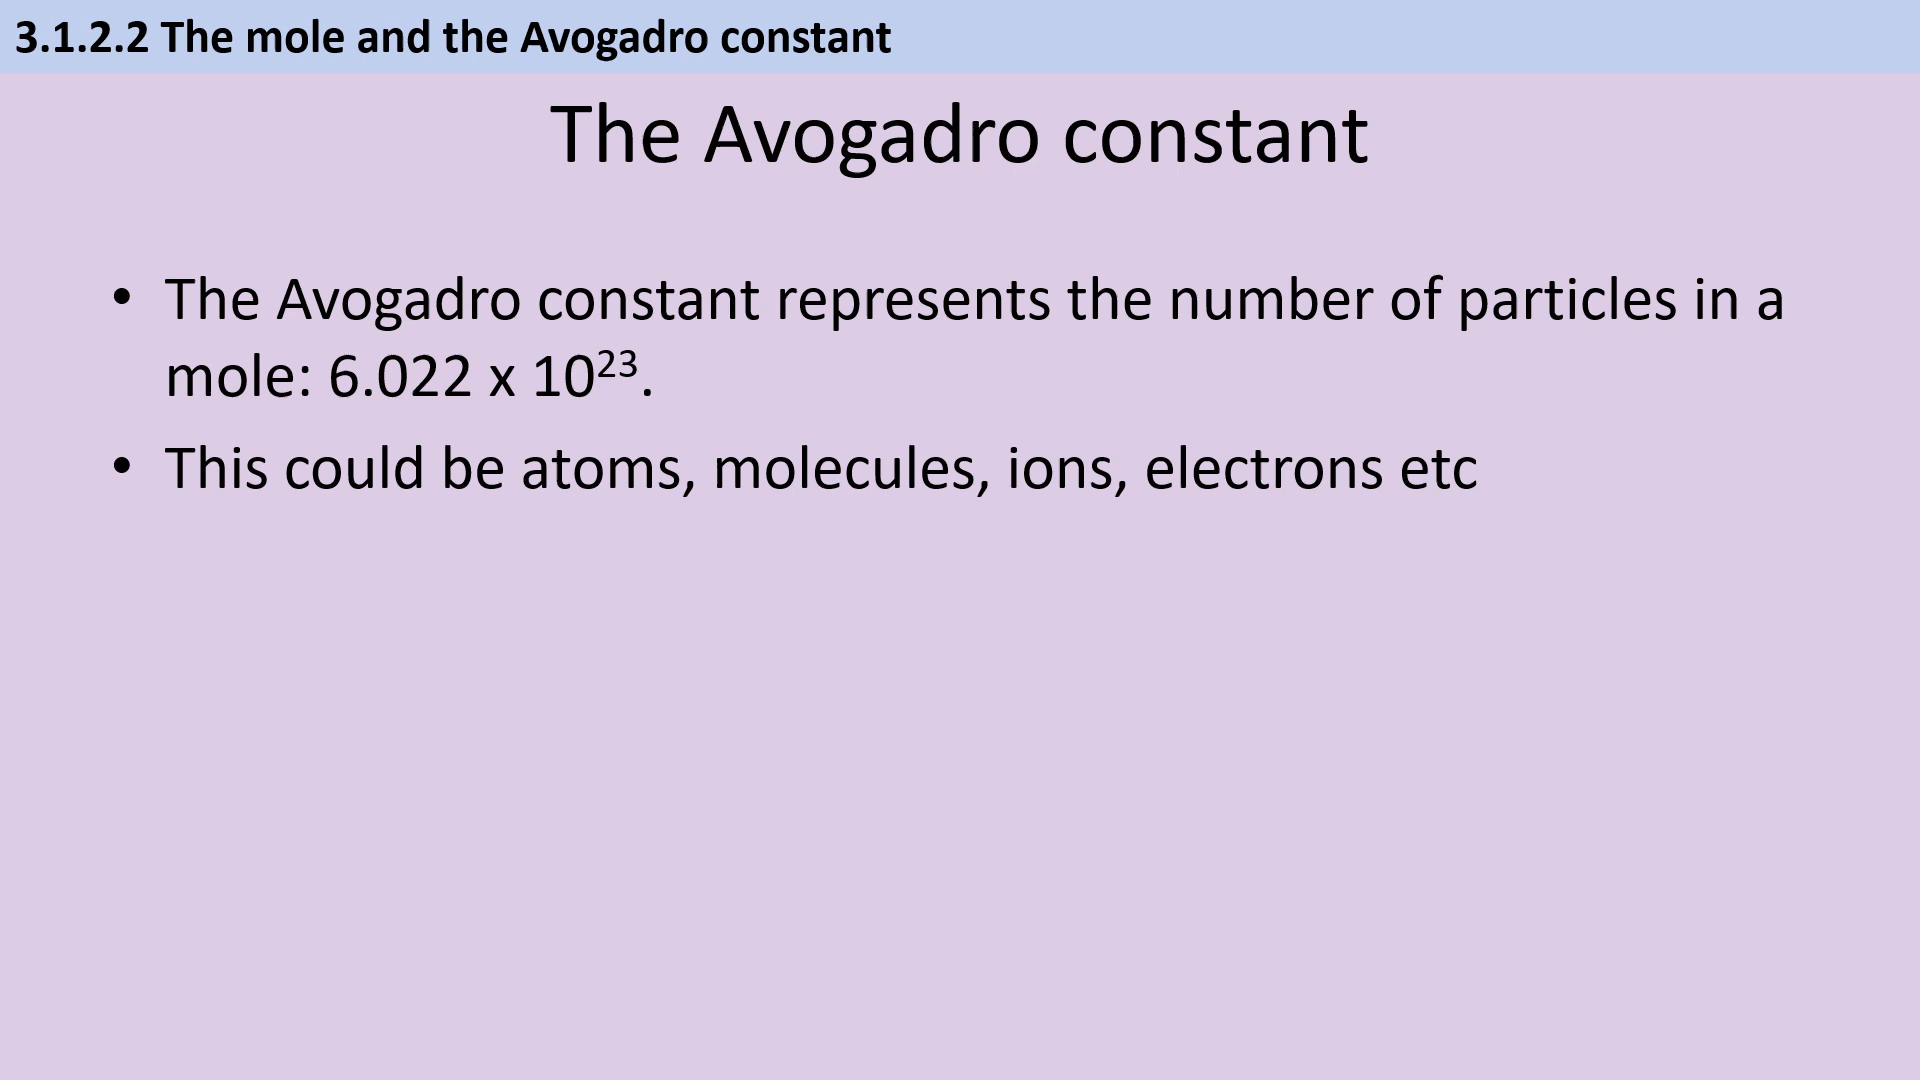 3.1.2.2 The mole and the Avogadro constant
The Avogadro constant
• The Avogadro constant represents the number of particles in a
mole: 6.022 x 10²³.
• This could be atoms, molecules, ions, electrons etc